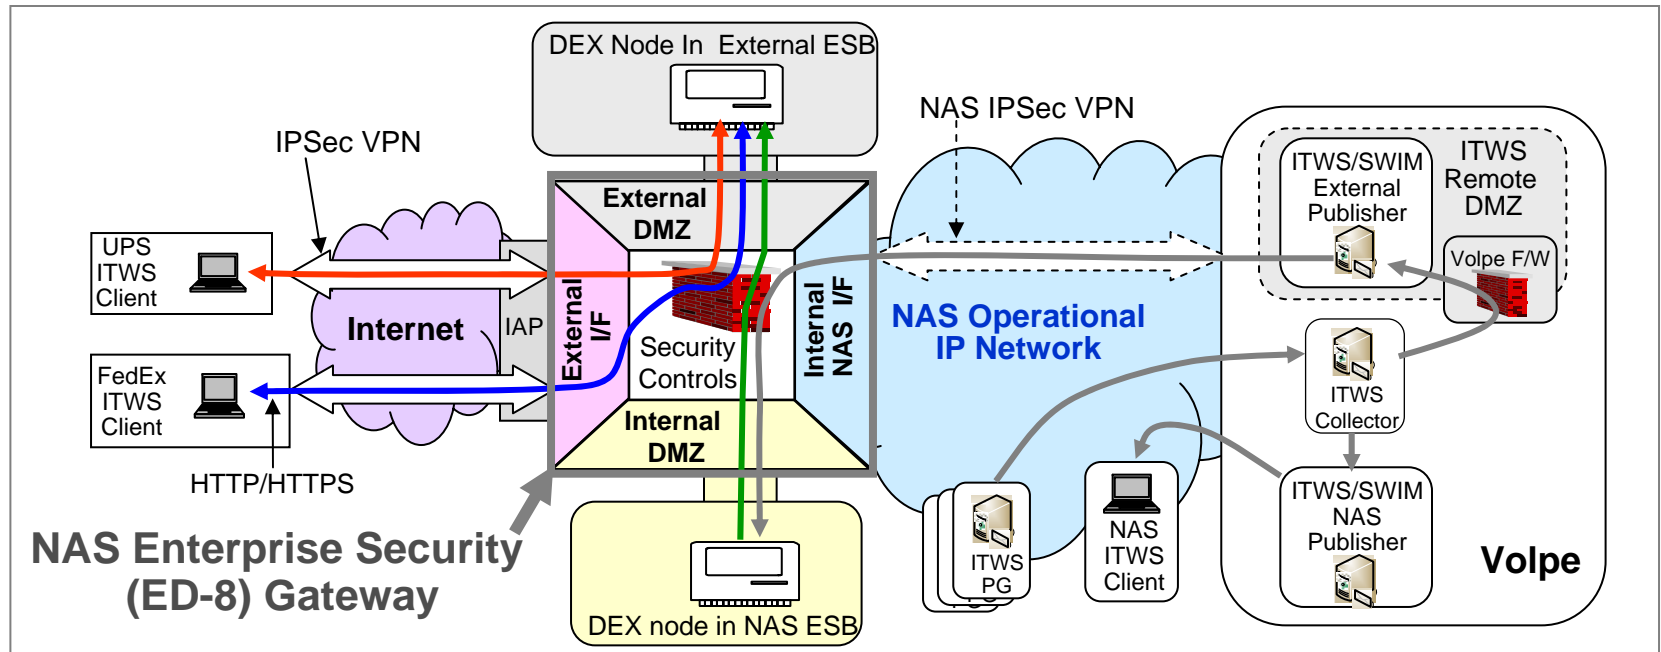 DEX Node In External ESB
NAS IPSec VPN
IPSec VPN
ITWS/SWIM
External
Publisher
ITWS
Remote
DMZ
Volpe F/W
External
DMZ
UPS
ITWS
Client
Internet
IAP
External
I/F
Security
Controls
Internal
NAS I/F
NAS Operational
IP Network
FedEx
ITWS
Client
ITWS
Collector
Internal
DMZ
HTTP/HTTPS
ITWS/SWIM
NAS
Publisher
NAS Enterprise Security
(ED-8) Gateway
ITWS
PG
NAS
ITWS
Client
Volpe
DEX node in NAS ESB